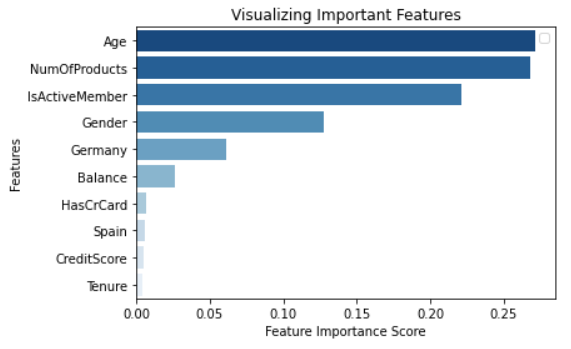 Visualizing Important Features
Age
NumOfProducts
IsActiveMember
Gender
Germany
Balance
HasCrCard
Spain
CreditScore
Tenure
Features
0.00 0.05 0.10 0.15 0.20 0.25
Feature Importance Score